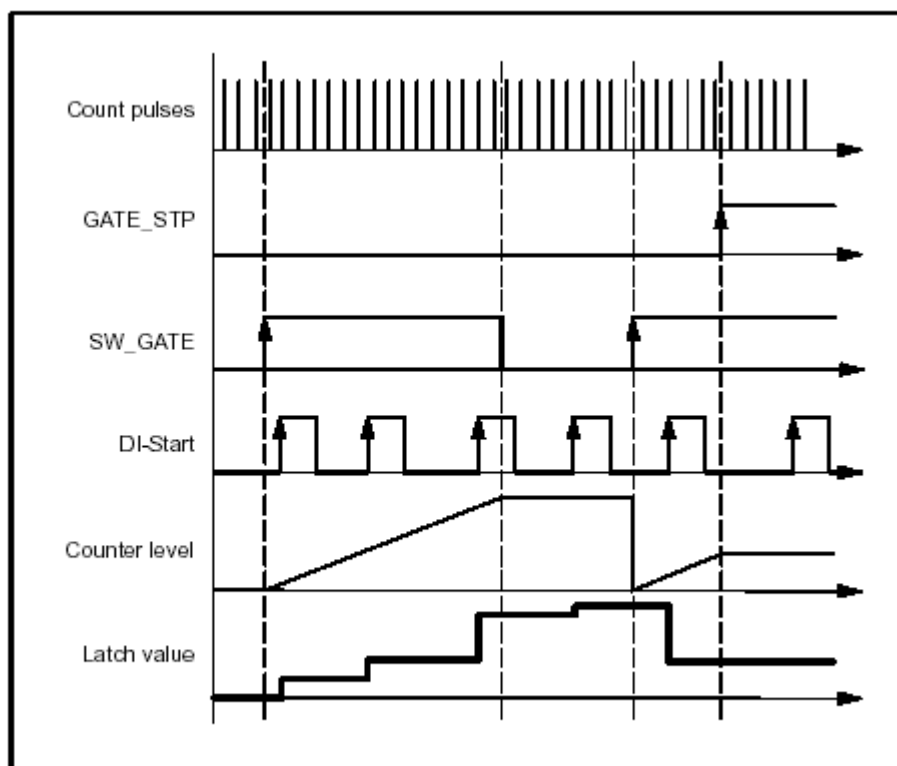 Count pulses
GATE_STP
SW_GATE
DI-Start
Counter level
Latch value